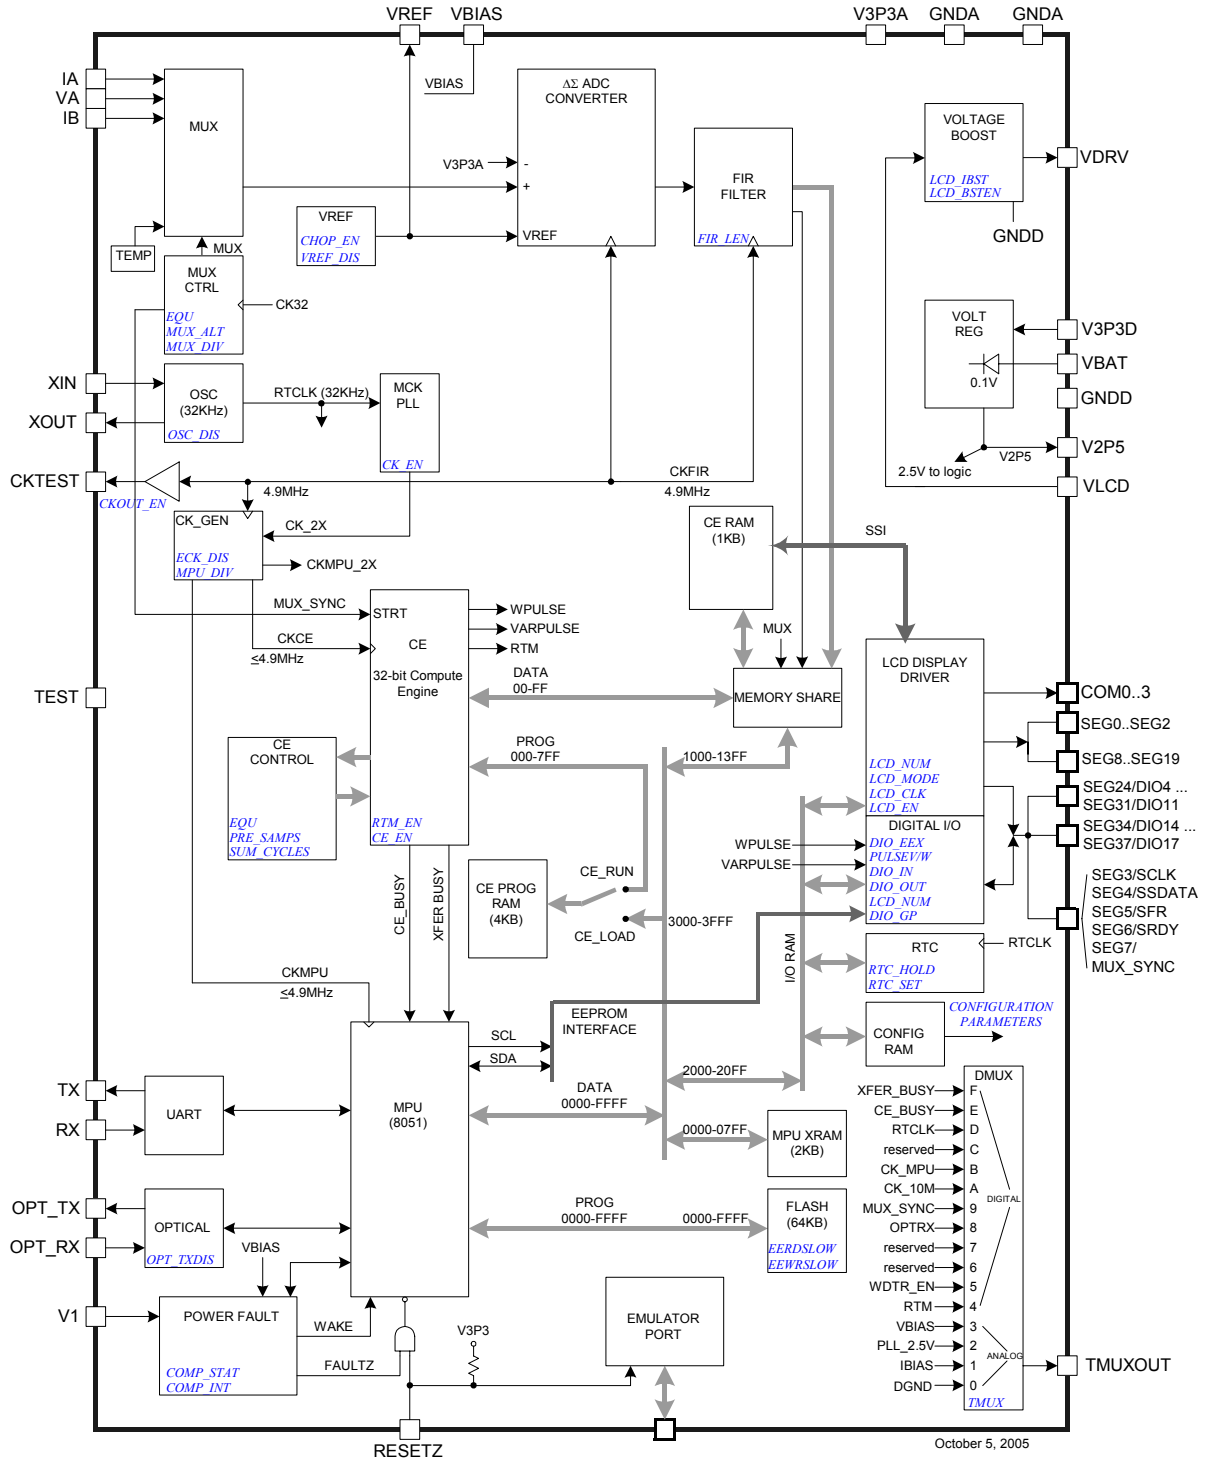 VREF
VBIAS
V3P3A
GNDA
GNDA
IA
VA
IB
MUX
VBIAS
ΔΣ ADC
CONVERTER
V3P3A
-
+
VREF
FIR
FILTER
FIR_LEN
VOLTAGE
BOOST
LCD_IBST
LCD_BSTEN
VDRV
GNDD
VREF
CHOP_EN
VREF_DIS
TEMP
MUX
MUX
CTRL
EQU
MUX_ALT
MUX_DIV
CK32
VOLT
REG
0.1V
V3P3D
VBAT
GNDD
V2P5
V2P5
2.5V to logic
VLCD
XIN
XOUT
OSC
(32KHz)
OSC_DIS
RTCLK (32KHz)
MCK
PLL
CK_EN
CKTEST
CKOUT_EN
4.9MHz
CKFIR
4.9MHz
CK_GEN
ECK_DIS
MPU_DIV
CK_2X
CKMPU_2X
CE RAM
(1KB)
SSI
MUX_SYNC
CKCE
≤4.9MHz
STRT
CE
32-bit Compute
Engine
RTM_EN
CE_EN
WPULSE
VARPULSE
RTM
DATA
00-FF
MUX
MEMORY SHARE
LCD DISPLAY
DRIVER
LCD_NUM
LCD_MODE
LCD_CLK
LCD_EN
COM0..3
SEG0..SEG2
SEG8..SEG19
SEG24/DIO4 ...
SEG31/DIO11
SEG34/DIO14 ...
SEG37/DIO17
TEST
CE
CONTROL
EQU
PRE_SAMPS
SUM_CYCLES
PROG
000-7FF
1000-13FF
DIGITAL I/O
DIO_EEX
PULSEV/W
DIO_IN
DIO_OUT
LCD_NUM
DIO_GP
WPULSE
VARPULSE
SEG3/SCLK
SEG4/SSDATA
SEG5/SFR
SEG6/SRDY
SEG7/
MUX_SYNC
CE_BUSY
XFER BUSY
CE PROG
RAM
(4KB)
CE_RUN
CE_LOAD
3000-3FFF
I/O RAM
RTC
RTC_HOLD
RTC_SET
RTCLK
CKMPU
≤4.9MHz
EEPROM
INTERFACE
SCL
SDA
CONFIG
RAM
CONFIGURATION
PARAMETERS
MPU
(8051)
DATA
0000-FFFF
2000-20FF
0000-07FF
MPU XRAM
(2KB)
TX
RX
UART
OPT_TX
OPT_RX
OPTICAL
OPT_TXDIS
PROG
0000-FFFF
0000-FFFF
FLASH
(64KB)
EERDSLOW
EEWRSLOW
DMUX
XFER_BUSY
F
CE_BUSY
E
RTCLK
D
reserved
C
CK_MPU
B
CK_10M
A
MUX_SYNC
9
OPTRX
8
reserved
7
reserved
6
WDTR_EN
5
RTM
4
VBIAS
3
PLL_2.5V
2
IBIAS
1
DGND
0
DIGITAL
ANALOG
TMUX
TMUXOUT
VBIAS
V1
POWER FAULT
COMP_STAT
COMP_INT
WAKE
FAULTZ
V3P3
EMULATOR
PORT
RESETZ
October 5, 2005